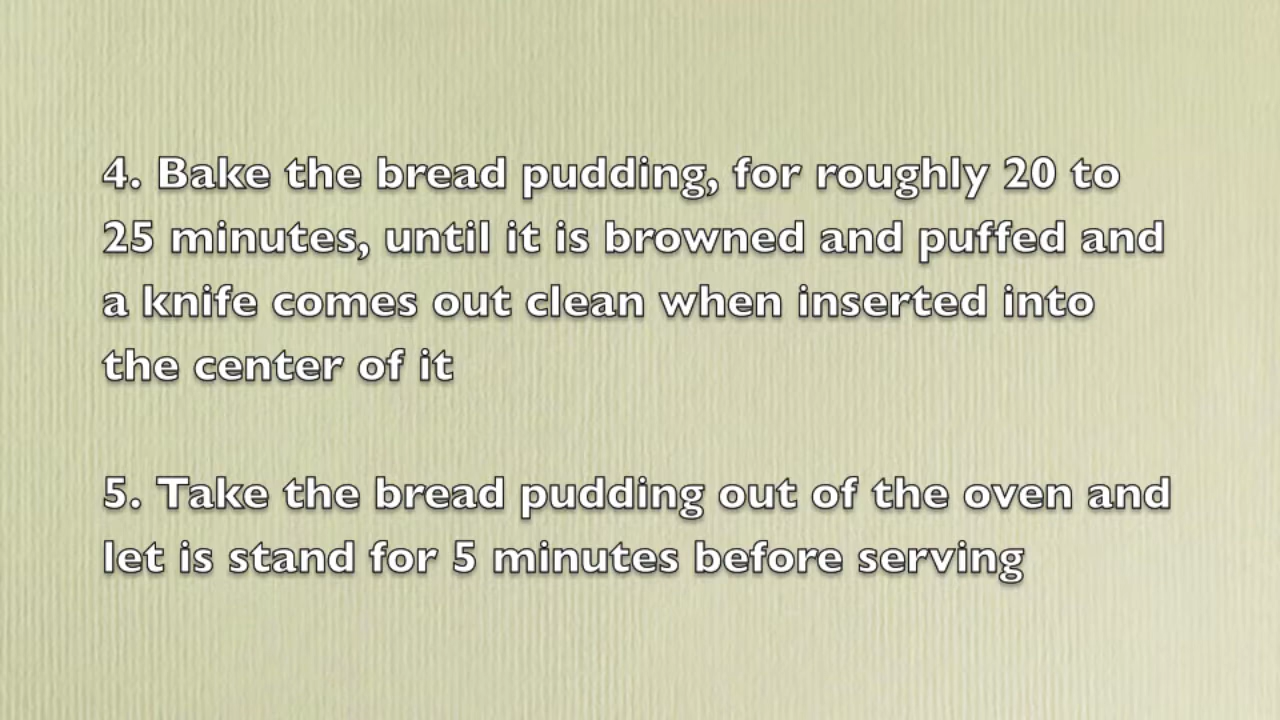 4. Bake the bread pudding, for roughly 20 to
25 minutes, until it is browned and puffed and
a knife comes out clean when inserted into
the center of it
5. Take the bread pudding out of the oven and
let is stand for 5 minutes before serving